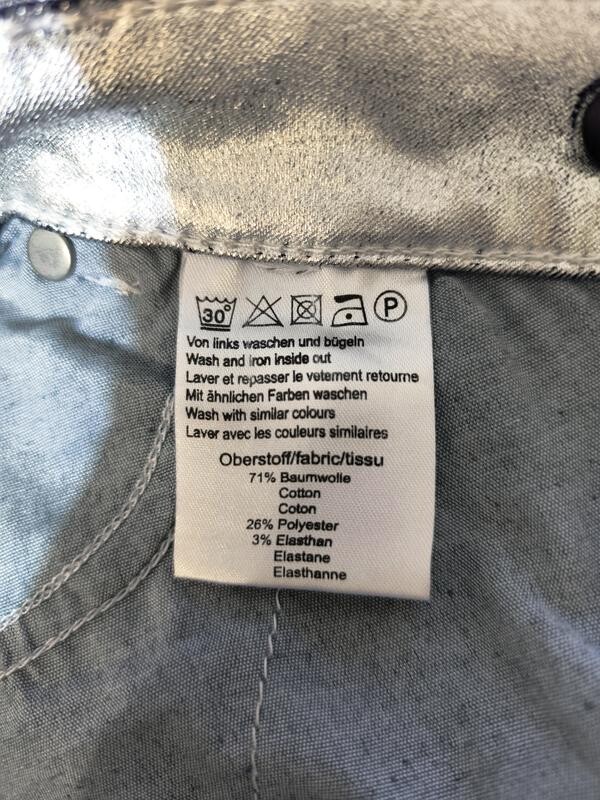 30° P
Von links waschen und bügeln
Wash and iron inside out
Laver et repasser le vetement retourne
Mit ähnlichen Farben waschen
Wash with similar colours
Laver avec les couleurs similaires
Oberstoff/fabric/tissu
71% Baumwolle
Cotton
Coton
26% Polyester
3% Elasthan
Elastane
Elasthanne